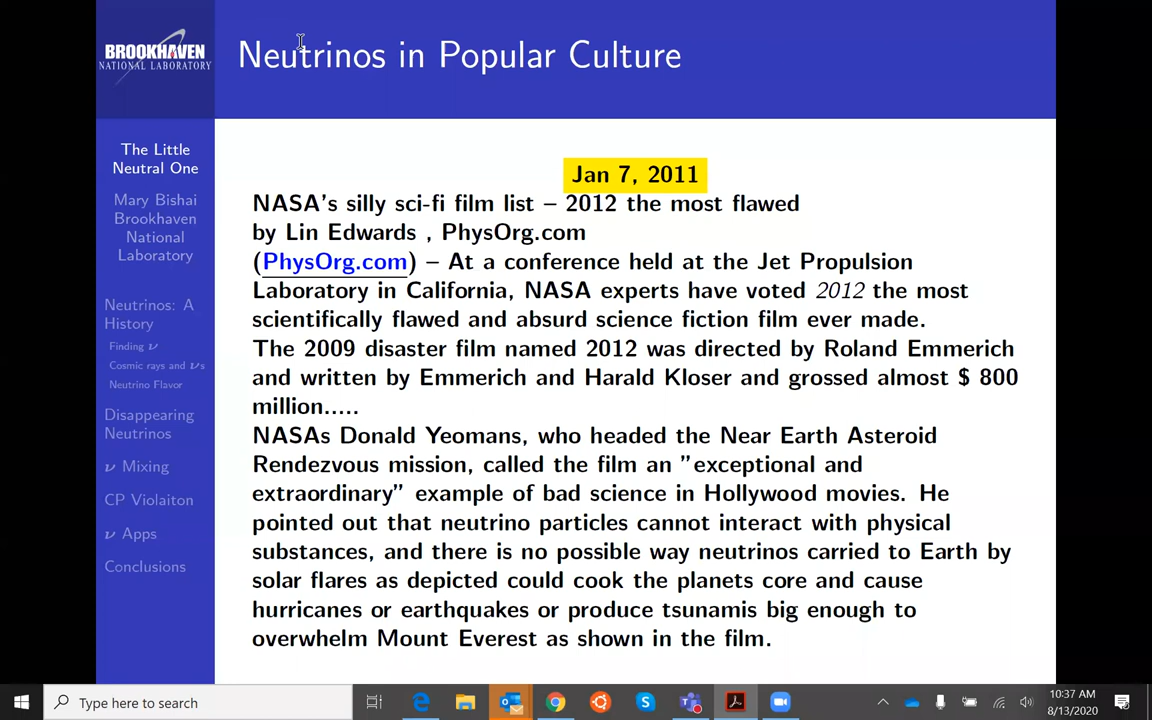 BROOKHAVEN
NATIONAL LABORATORY
Neutrinos in Popular Culture
The Little
Neutral One
Mary Bishai
Brookhaven
National
Laboratory
Neutrinos: A
History
Finding ν
Cosmic rays and νs
Neutrino Flavor
Disappearing
Neutrinos
ν Mixing
CP Violaiton
ν Apps
Conclusions
Jan 7, 2011
NASA's silly sci-fi film list – 2012 the most flawed
by Lin Edwards , PhysOrg.com
(PhysOrg.com) – At a conference held at the Jet Propulsion
Laboratory in California, NASA experts have voted 2012 the most
scientifically flawed and absurd science fiction film ever made.
The 2009 disaster film named 2012 was directed by Roland Emmerich
and written by Emmerich and Harald Kloser and grossed almost $ 800
million.....
NASAs Donald Yeomans, who headed the Near Earth Asteroid
Rendezvous mission, called the film an "exceptional and
extraordinary" example of bad science in Hollywood movies. He
pointed out that neutrino particles cannot interact with physical
substances, and there is no possible way neutrinos carried to Earth by
solar flares as depicted could cook the planets core and cause
hurricanes or earthquakes or produce tsunamis big enough to
overwhelm Mount Everest as shown in the film.
Type here to search
10:37 AM
8/13/2020